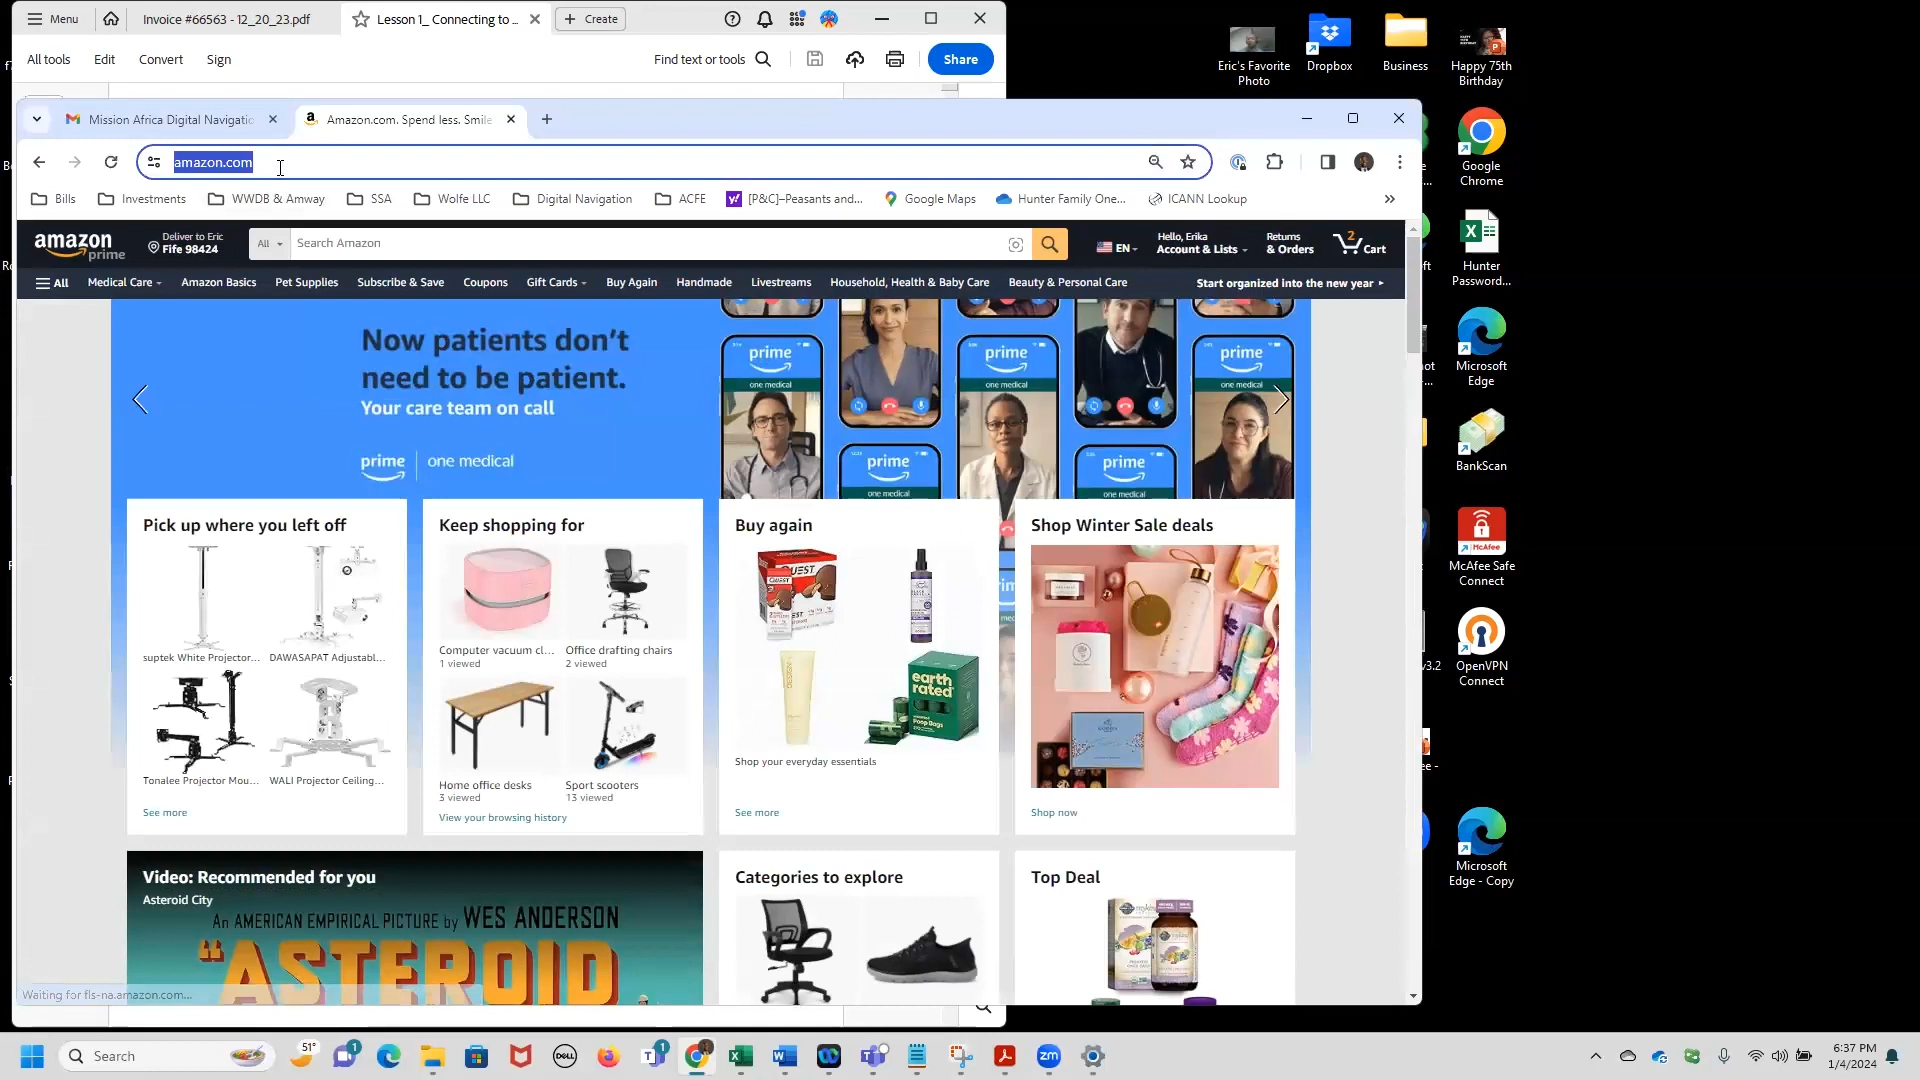 Menu
Invoice #66563 - 12_20_23.pdf
Lesson 1_ Connecting to ...
Create
All tools
Edit
Convert
Sign
Find text or tools
Share
Mission Africa Digital Navigatio
Amazon.com. Spend less. Smile
amazon.com
Bills
Investments
WWDB & Amway
SSA
Wolfe LLC
Digital Navigation
ACFE
[P&C]–Peasants and...
Google Maps
Hunter Family One...
ICANN Lookup
amazon
prime
Deliver to Eric
Fife 98424
All
Search Amazon
EN
Hello, Erika
Account & Lists
Returns
& Orders
2
Cart
All
Medical Care
Amazon Basics
Pet Supplies
Subscribe & Save
Coupons
Gift Cards
Buy Again
Handmade
Livestreams
Household, Health & Baby Care
Beauty & Personal Care
Start organized into the new year
Now patients don't
need to be patient.
Your care team on call
prime
one medical
prime
one medical
prime
one medical
prime
one medical
prime
one medical
prime
one medical
Pick up where you left off
suptek White Projector...
DAWASAPAT Adjustabl...
Tonalee Projector Mou...
WALI Projector Ceiling...
See more
Keep shopping for
Computer vacuum cl...
1 viewed
Office drafting chairs
2 viewed
Home office desks
3 viewed
Sport scooters
13 viewed
View your browsing history
Buy again
QUEST
earth
rated
Poop Bags
Shop your everyday essentials
See more
Shop Winter Sale deals
Shop now
Video: Recommended for you
Asteroid City
An AMERICAN EMPIRICAL PICTURE by WES ANDERSON
"ASTEROID
Categories to explore
Top Deal
Waiting for fls-na.amazon.com...
Eric's Favorite
Photo
Dropbox
Business
Happy 75th
Birthday
Google
Chrome
Hunter
Password...
Microsoft
Edge
BankScan
McAfee
McAfee Safe
Connect
OpenVPN
Connect
Microsoft
Edge - Copy
Search
51°
1
DELL
1
zm
6:37 PM
1/4/2024